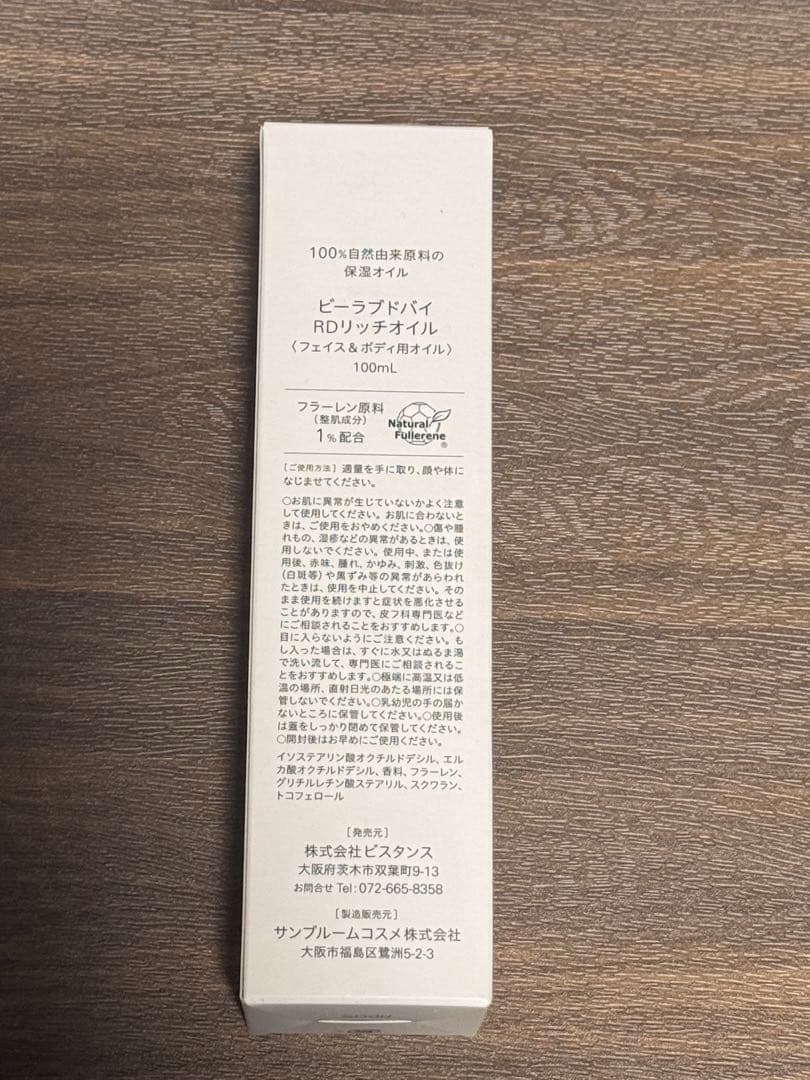 100%自然由来原料の
保湿オイル
ビーラブドバイ
RDリッチオイル
〈フェイス&ボディ用オイル〉
100mL
フラーレン原料
(整肌成分)
1%配合
Natural
Fullerene®
[ご使用方法] 適量を手に取り、顔や体に
なじませてください。
○お肌に異常が生じていないかよく注意
して使用してください。お肌に合わないと
きは、ご使用をおやめください。○傷や腫
れもの、湿疹などの異常があるときは、使
用しないでください。使用中、または使
用後、赤味、腫れ、かゆみ、刺激、色抜け
(白斑等)や黒ずみ等の異常があらわれ
たときは、使用を中止してください。その
まま使用を続けますと症状を悪化させる
ことがありますので、皮フ科専門医など
にご相談されることをおすすめします。○
目に入らないようにご注意ください。も
し入った場合は、すぐに水又はぬるま湯
で洗い流して、専門医にご相談されるこ
とをおすすめします。○極端に高温又は低
温の場所、直射日光のあたる場所には保
管しないでください。○乳幼児の手の届か
ないところに保管してください。○使用後
は蓋をしっかり閉めて保管してください。
○開封後はお早めにご使用ください。
イソステアリン酸オクチルドデシル、エル
カ酸オクチルドデシル、香料、フラーレン、
グリチルレチン酸ステアリル、スクワラン、
トコフェロール
[発売元]
株式会社ビスタンス
大阪府茨木市双葉町9-13
お問合せ Tel:072-665-8358
[製造販売元]
サンブルームコスメ株式会社
大阪市福島区鷺洲5-2-3